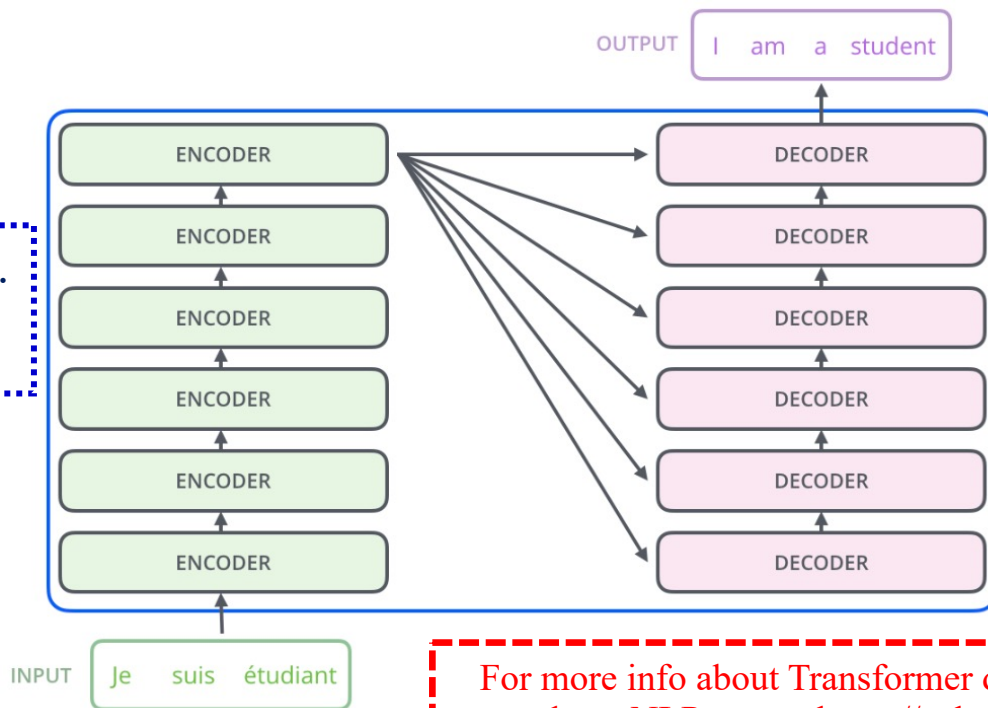 OUTPUT I am a student
ENCODER DECODER
ENCODER DECODER
.
ENCODER DECODER
ENCODER DECODER
ENCODER DECODER
ENCODER DECODER
INPUT Je suis étudiant
For more info about Transformer